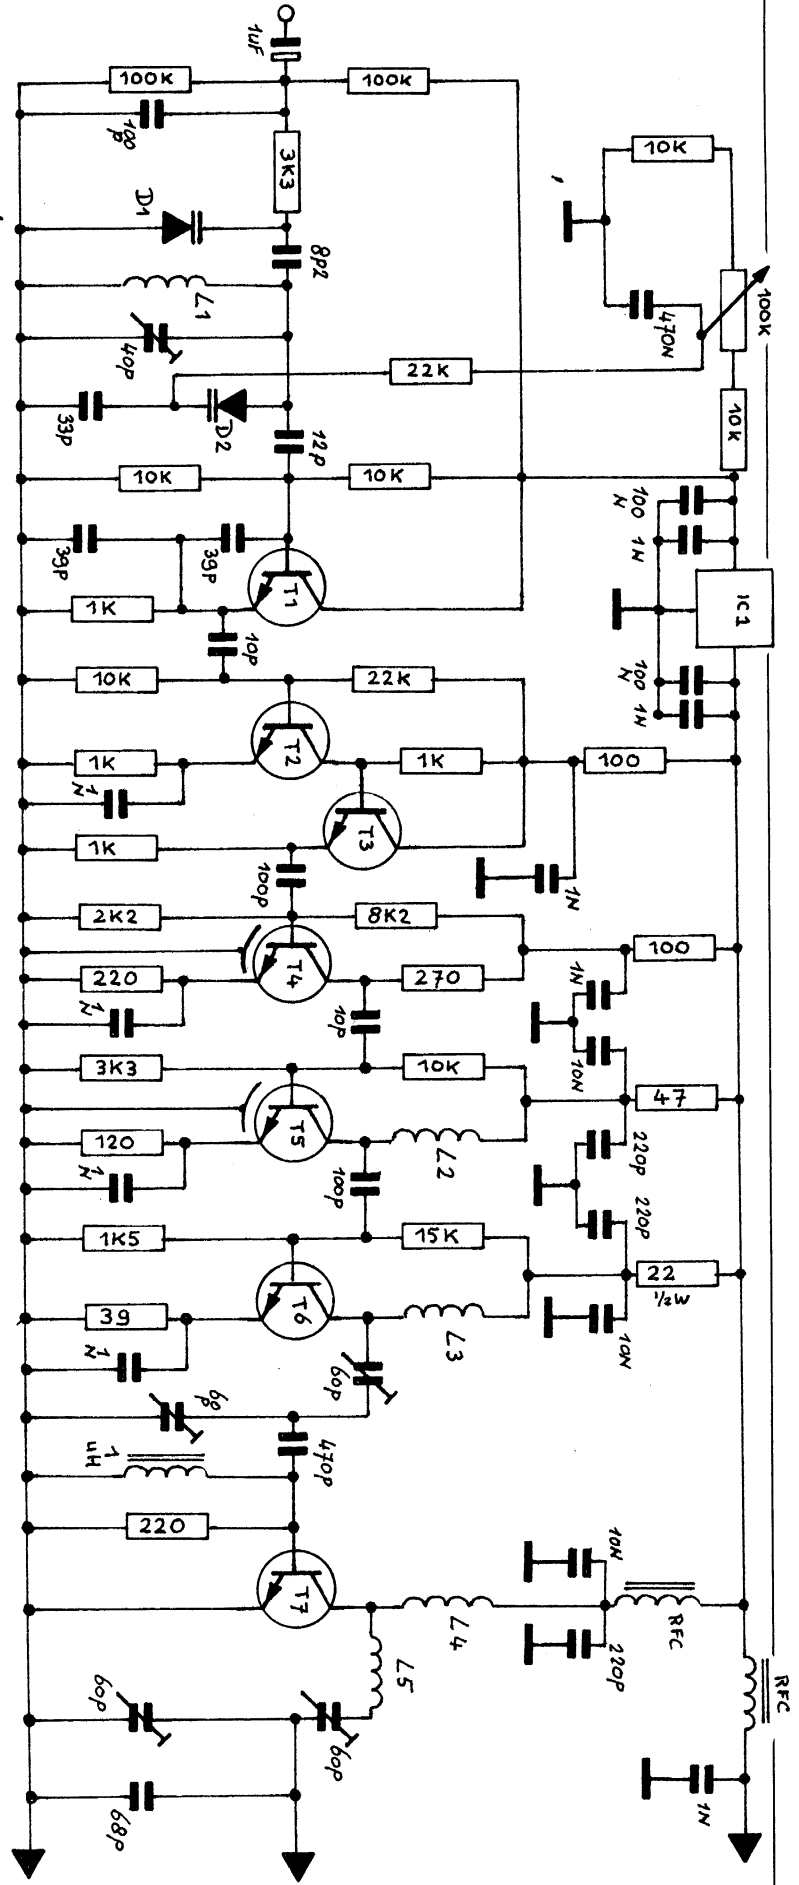 1uF
100K
100K
100p
3K3
10K
D1
8p2
L1
100K
470N
40p
22K
33p
D2
12p
10K
10K
10K
100N
1N
39p
39p
T1
IC1
1K
10p
10K
22K
100N
1N
T2
1K
1K
100
1N
T3
1K
100p
1N
2K2
8K2
T4
100
220
270
1N
1N
10p
10N
3K3
10K
T5
47
120
L2
220p
1N
100p
220p
1K5
15K
T6
22
½W
39
L3
10N
1N
60p
60p
1uH
470p
220
T7
10N
L4
RFC
220p
L5
RFC
60p
60p
68p
1N